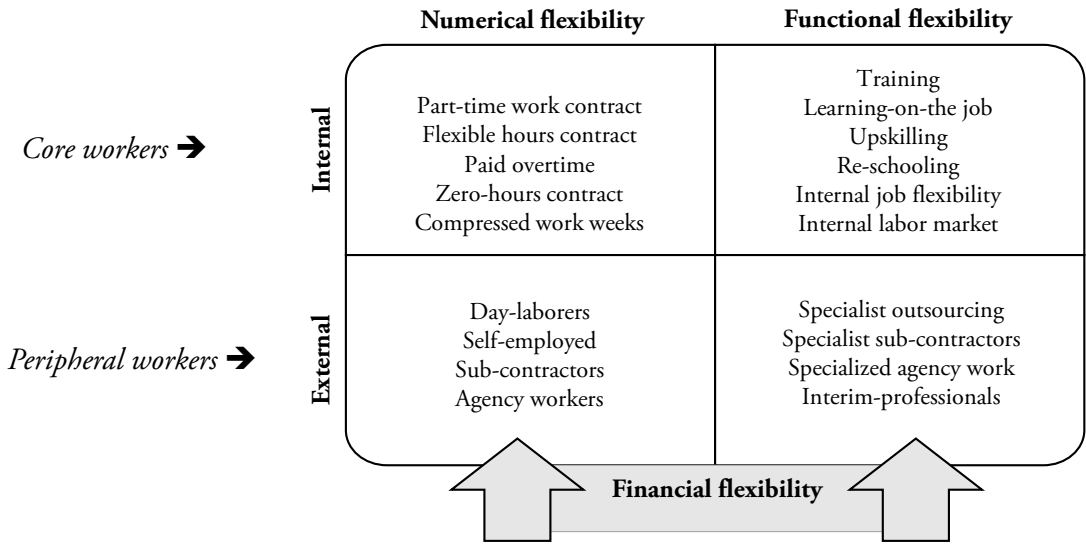 Numerical flexibility
Functional flexibility
Core workers ➔
Internal
Part-time work contract
Flexible hours contract
Paid overtime
Zero-hours contract
Compressed work weeks
Training
Learning-on-the job
Upskilling
Re-schooling
Internal job flexibility
Internal labor market
Peripheral workers ➔
External
Day-laborers
Self-employed
Sub-contractors
Agency workers
Specialist outsourcing
Specialist sub-contractors
Specialized agency work
Interim-professionals
Financial flexibility